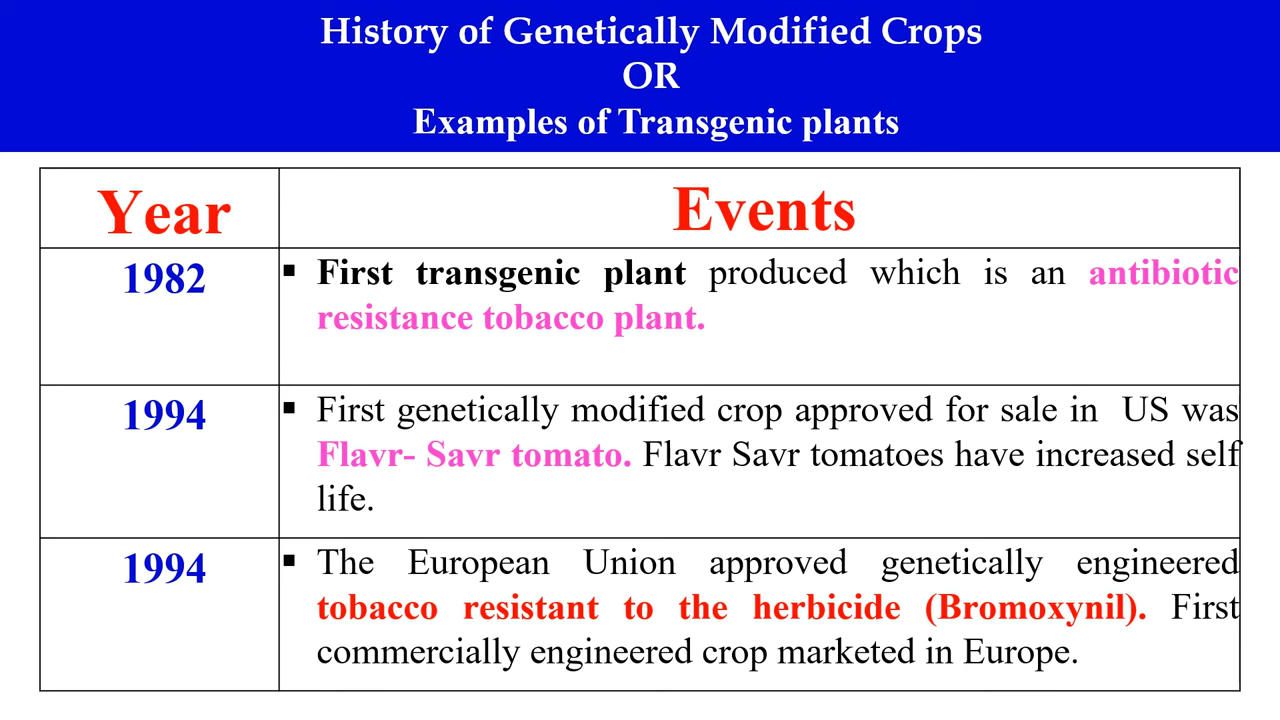 History of Genetically Modified Crops
OR
Examples of Transgenic plants
Year
Events
1982
▪ First transgenic plant produced which is an antibiotic
resistance tobacco plant.
1994
▪ First genetically modified crop approved for sale in US was
Flavr- Savr tomato. Flavr Savr tomatoes have increased self
life.
1994
▪ The European Union approved genetically engineered
tobacco resistant to the herbicide (Bromoxynil). First
commercially engineered crop marketed in Europe.